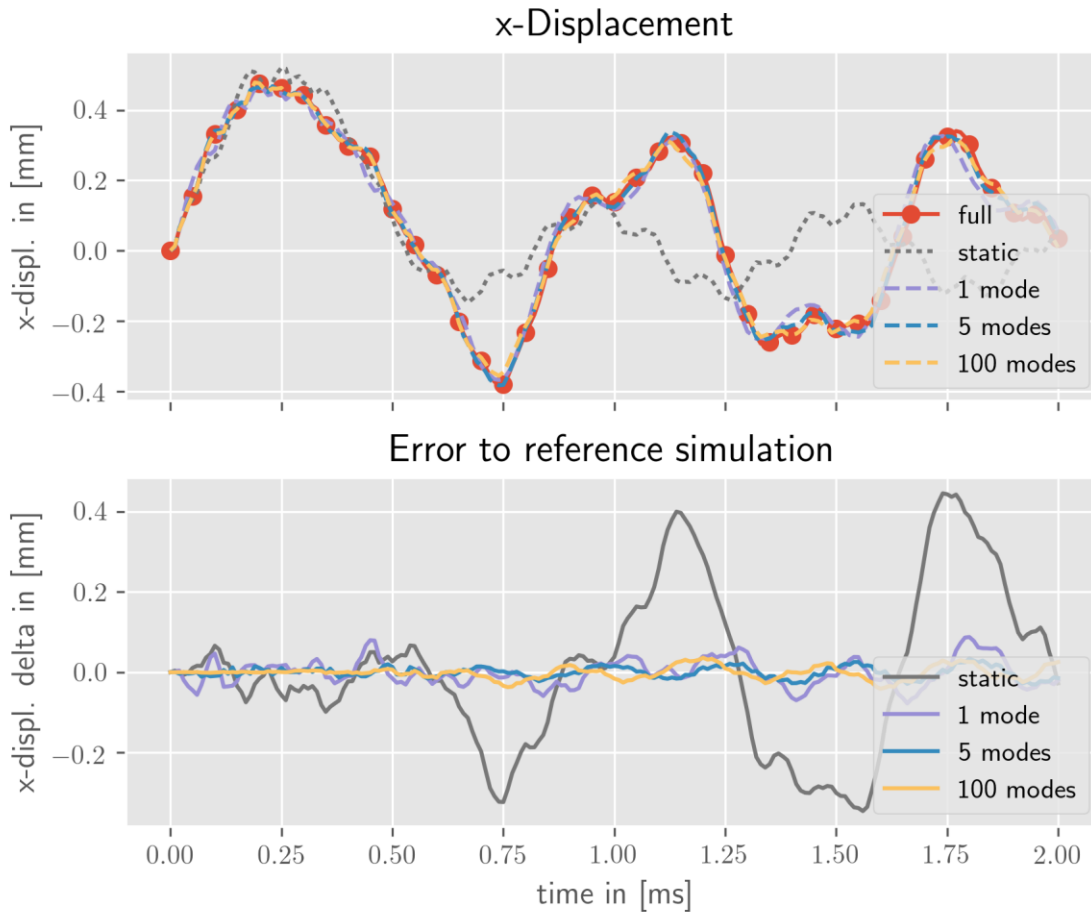 x-Displacement
x-displ. in [mm]
0.4
0.2
0.0
−0.2
−0.4
full
static
1 mode
5 modes
100 modes
Error to reference simulation
x-displ. delta in [mm]
0.4
0.2
0.0
−0.2
static
1 mode
5 modes
100 modes
0.00 0.25 0.50 0.75 1.00 1.25 1.50 1.75 2.00
time in [ms]